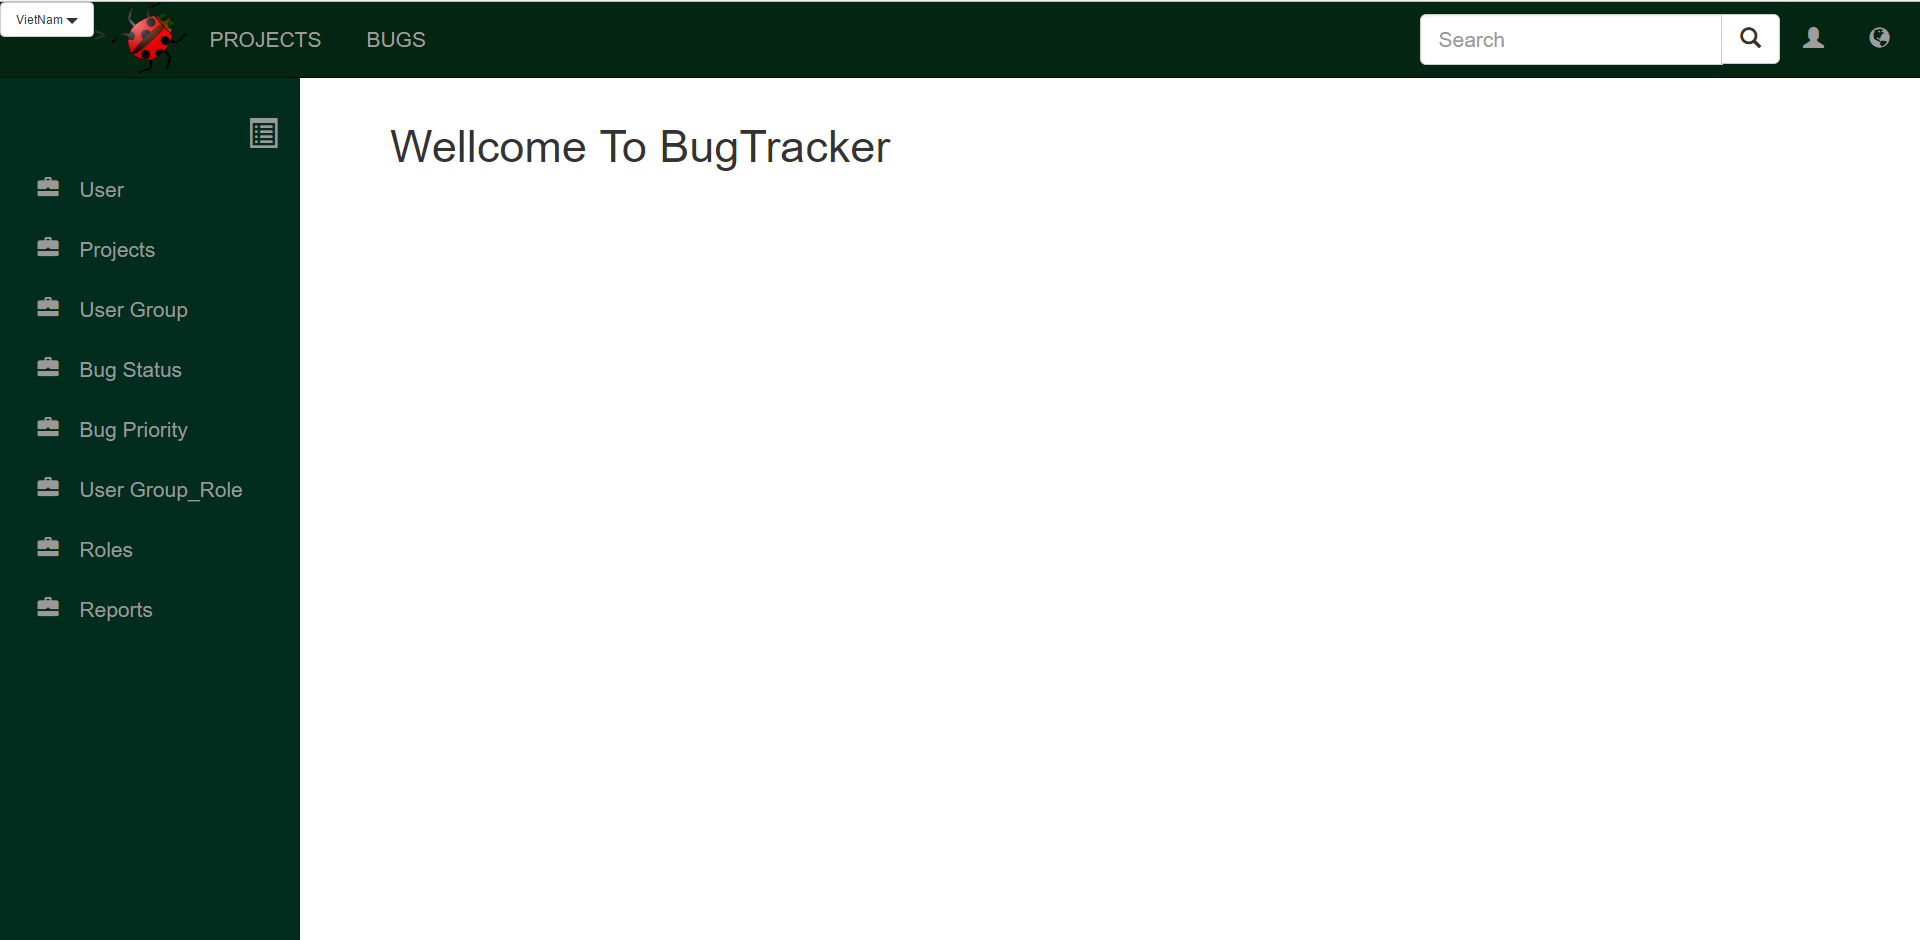 VietNam
>
PROJECTS
BUGS
Search
Wellcome To BugTracker
User
Projects
User Group
Bug Status
Bug Priority
User Group_Role
Roles
Reports